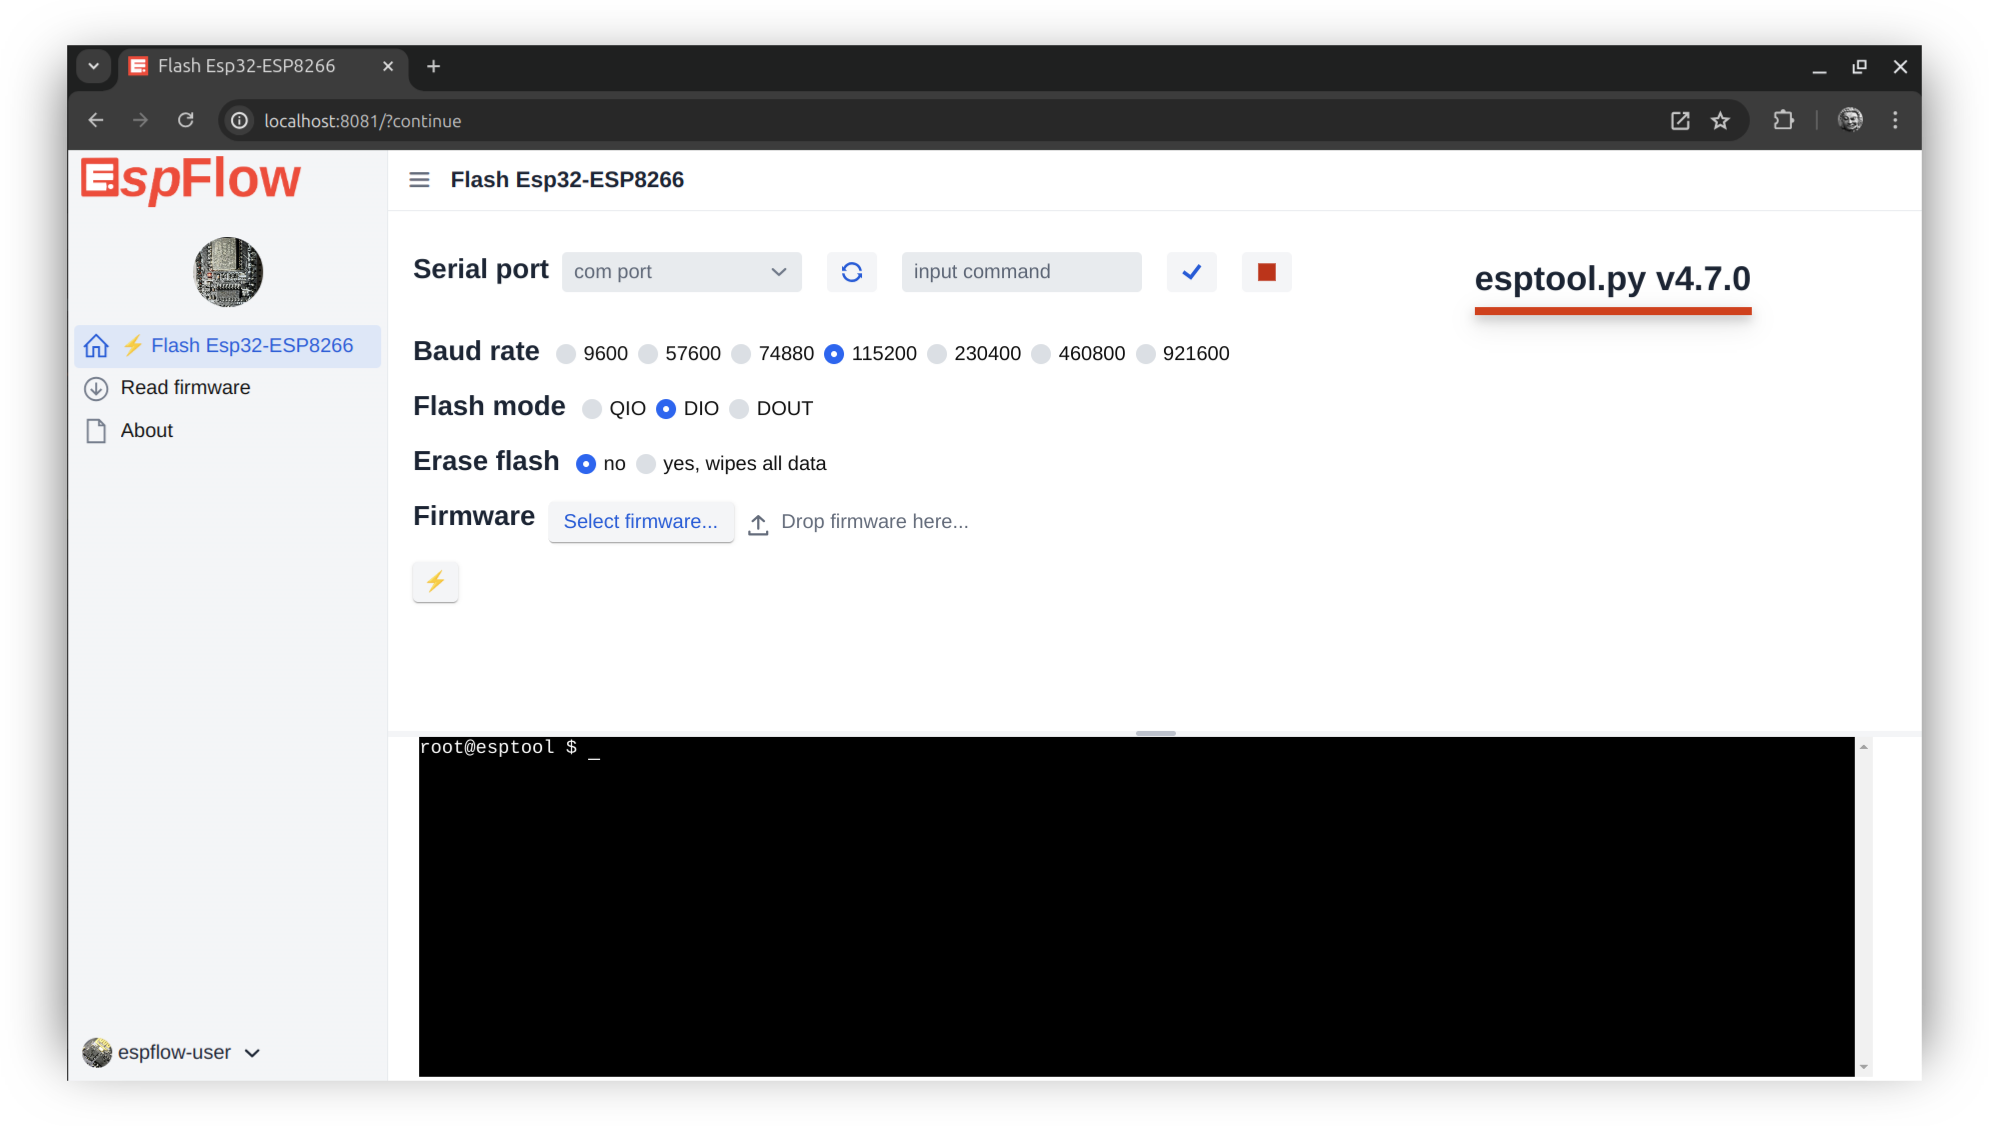 Flash Esp32-ESP8266
localhost:8081/?continue
EspFlow
Flash Esp32-ESP8266
Read firmware
About
espflow-user
Flash Esp32-ESP8266
Serial port com port input command
esptool.py v4.7.0
Baud rate 9600 57600 74880 115200 230400 460800 921600
Flash mode QIO DIO DOUT
Erase flash no yes, wipes all data
Firmware Select firmware... Drop firmware here...
root@esptool $ _